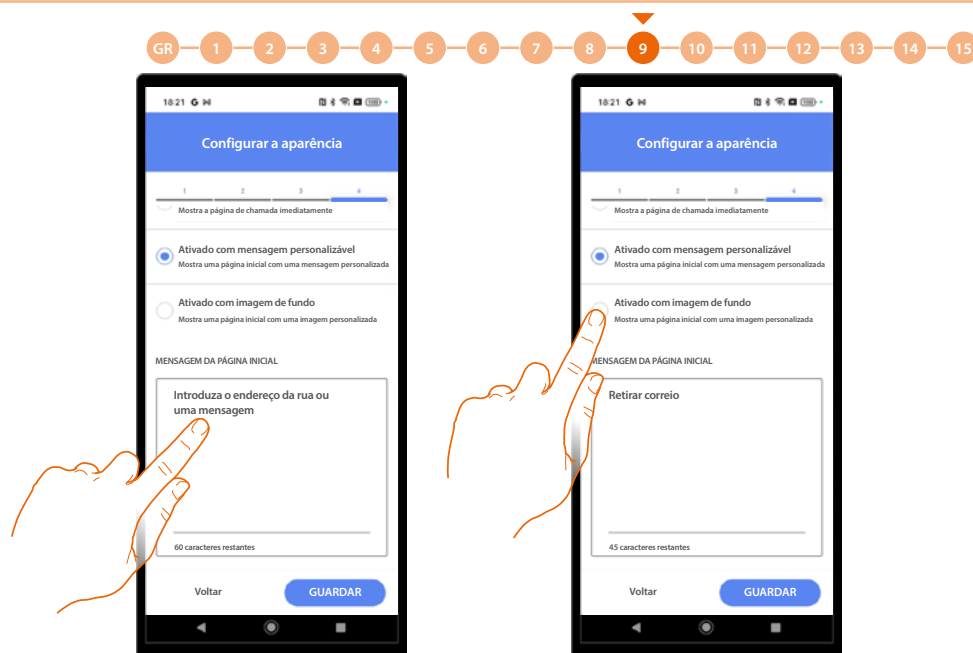 GR 1 2 3 4 5 6 7 8 9 10 11 12 13 14 15
18:21 G
100
Configurar a aparência
1 2 3 4
Mostra a página de chamada imediatamente
Ativado com mensagem personalizável
Mostra uma página inicial com uma mensagem personalizada
Ativado com imagem de fundo
Mostra uma página inicial com uma imagem personalizada
MENSAGEM DA PÁGINA INICIAL
Introduza o endereço da rua ou
uma mensagem
60 caracteres restantes
Voltar GUARDAR
18:21 G
100
Configurar a aparência
1 2 3 4
Mostra a página de chamada imediatamente
Ativado com mensagem personalizável
Mostra uma página inicial com uma mensagem personalizada
Ativado com imagem de fundo
Mostra uma página inicial com uma imagem personalizada
MENSAGEM DA PÁGINA INICIAL
Retirar correio
45 caracteres restantes
Voltar GUARDAR